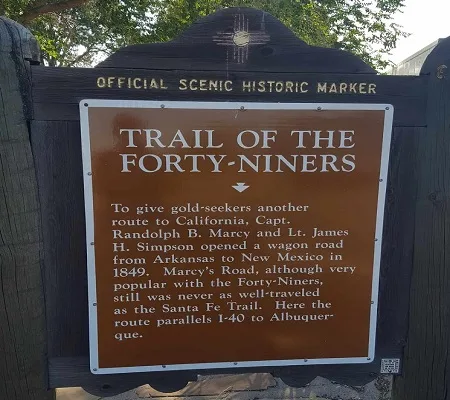 OFFICIAL SCENIC HISTORIC MARKER
TRAIL OF THE
FORTY-NINERS
To give gold-seekers another
route to California, Capt.
Randolph B. Marcy and Lt. James
H. Simpson opened a wagon road
from Arkansas to New Mexico in
1849. Marcy's Road, although very
popular with the Forty-Niners,
still was never as well-traveled
as the Santa Fe Trail. Here the
route parallels I-40 to Albuquer-
que.